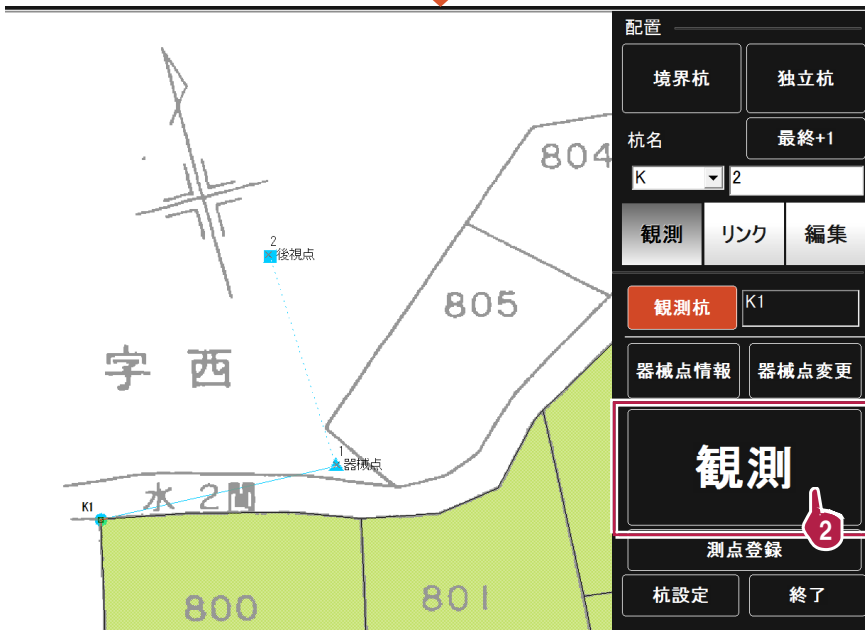 804
805
2
後視点
字 西
1
器械点
K1
水 2間
800
801
配置
境界杭
独立杭
杭名
最終+1
K
2
観測
リンク
編集
観測杭
K1
器械点情報
器械点変更
観測
2
測点登録
杭設定
終了